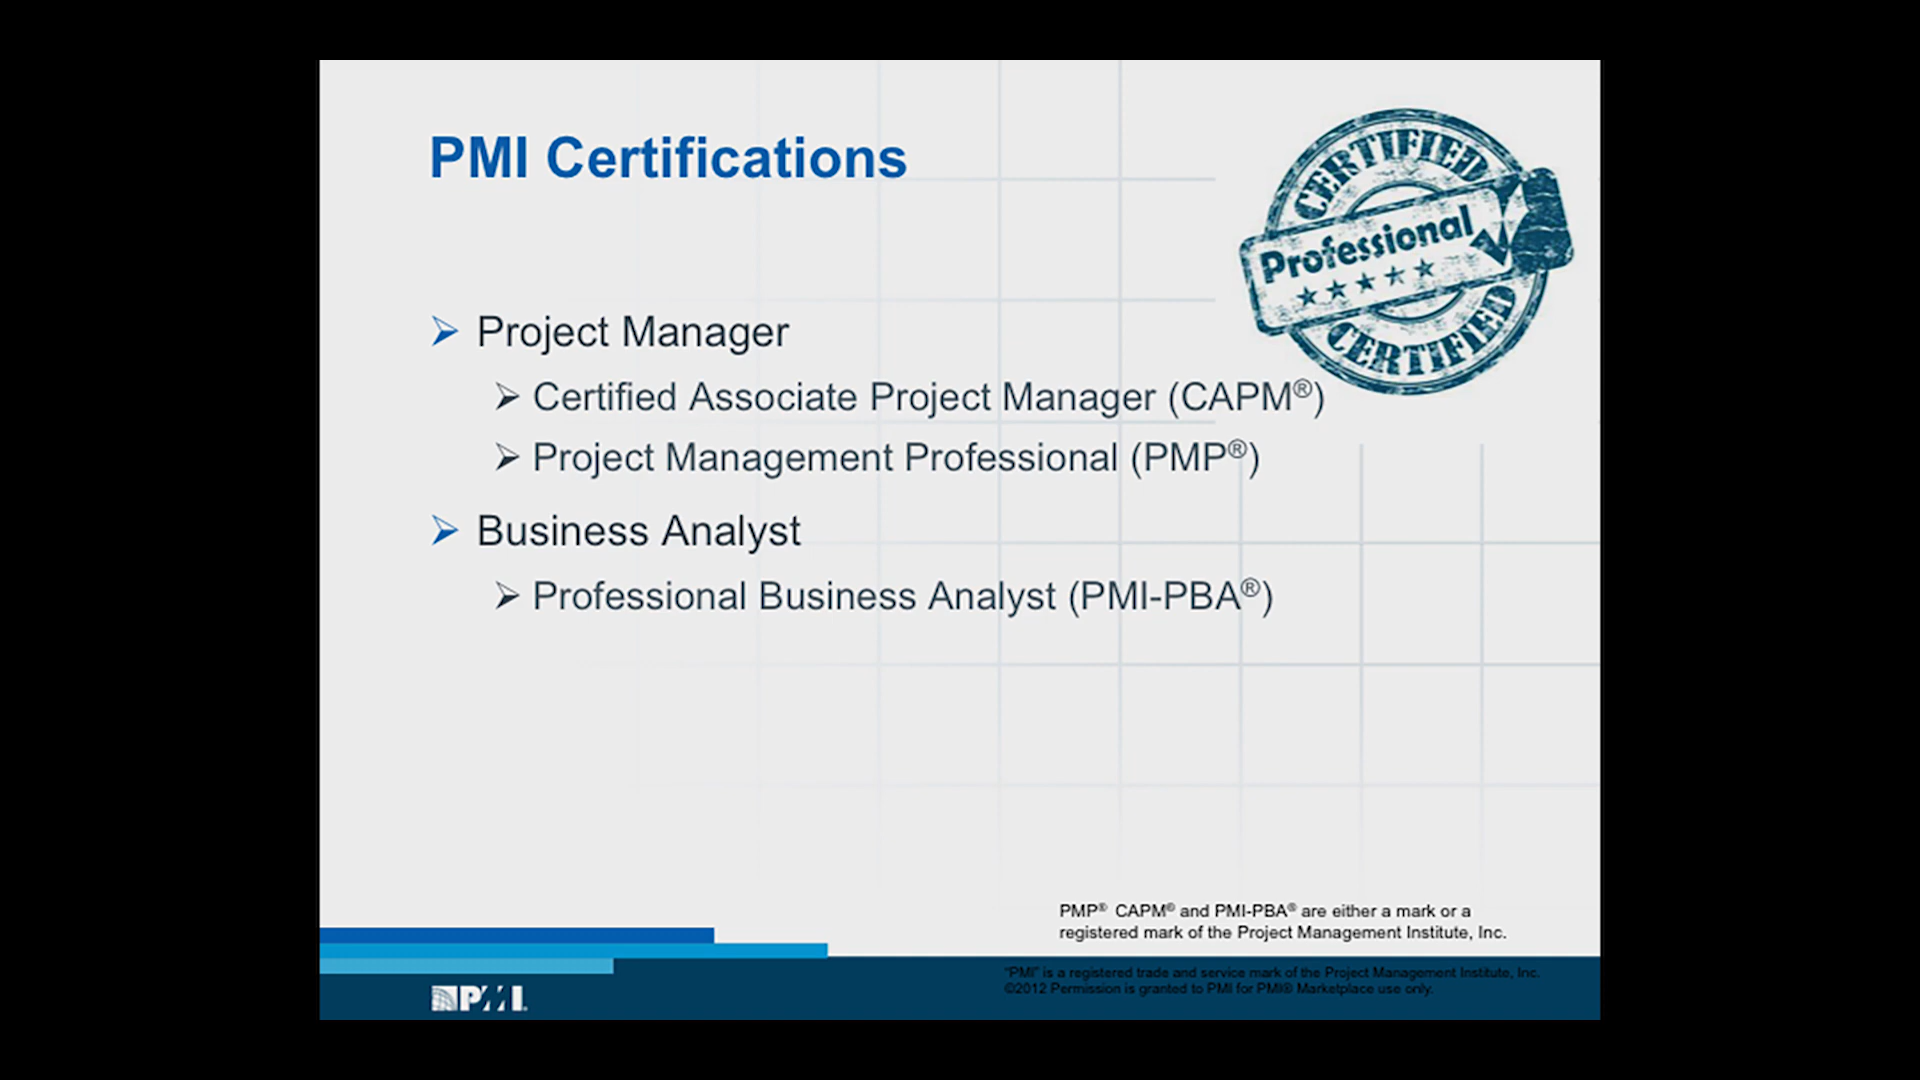 PMI Certifications
CERTIFIED
Professional
CERTIFIED
Project Manager
Certified Associate Project Manager (CAPM®)
Project Management Professional (PMP®)
Business Analyst
Professional Business Analyst (PMI-PBA®)
PMP® CAPM® and PMI-PBA® are either a mark or a
registered mark of the Project Management Institute, Inc.
"PMI" is a registered trade and service mark of the Project Management Institute, Inc.
©2012 Permission is granted to PMI for PMI® Marketplace use only.
PMI